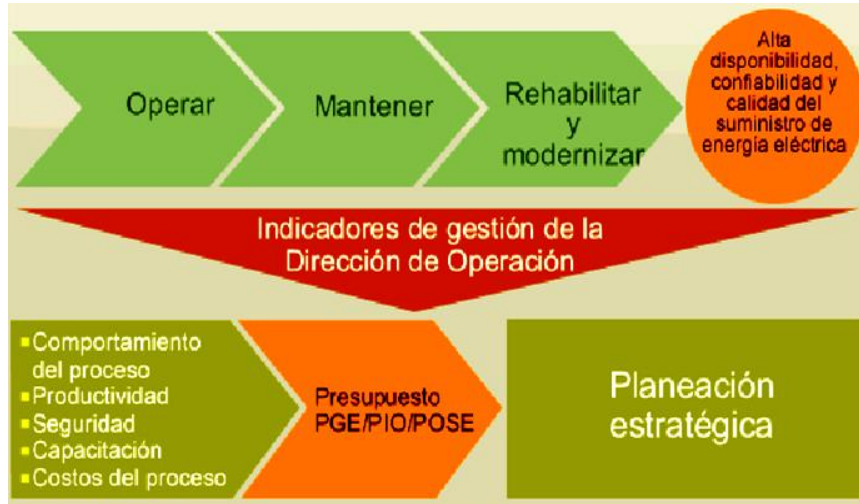 Operar
Mantener
Rehabilitar
y
modernizar
Alta
disponibilidad,
confiabilidad y
calidad del
suministro de
energía eléctrica
Indicadores de gestión de la
Dirección de Operación
▪Comportamiento
del proceso
▪Productividad
▪Seguridad
▪Capacitación
▪Costos del proceso
Presupuesto
PGE/PIO/POSE
Planeación
estratégica